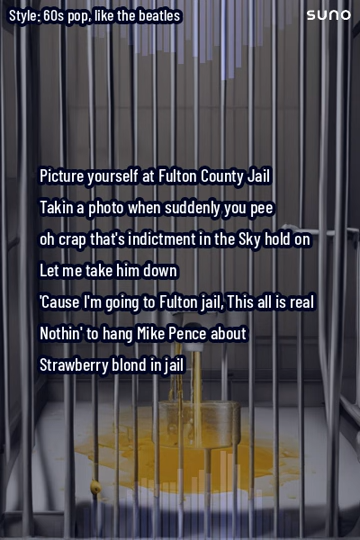 Style: 60s pop, like the beatles
suno
Picture yourself at Fulton County Jail
Takin a photo when suddenly you pee
oh crap that's indictment in the Sky hold on
Let me take him down
'Cause I'm going to Fulton jail, This all is real
Nothin' to hang Mike Pence about
Strawberry blond in jail